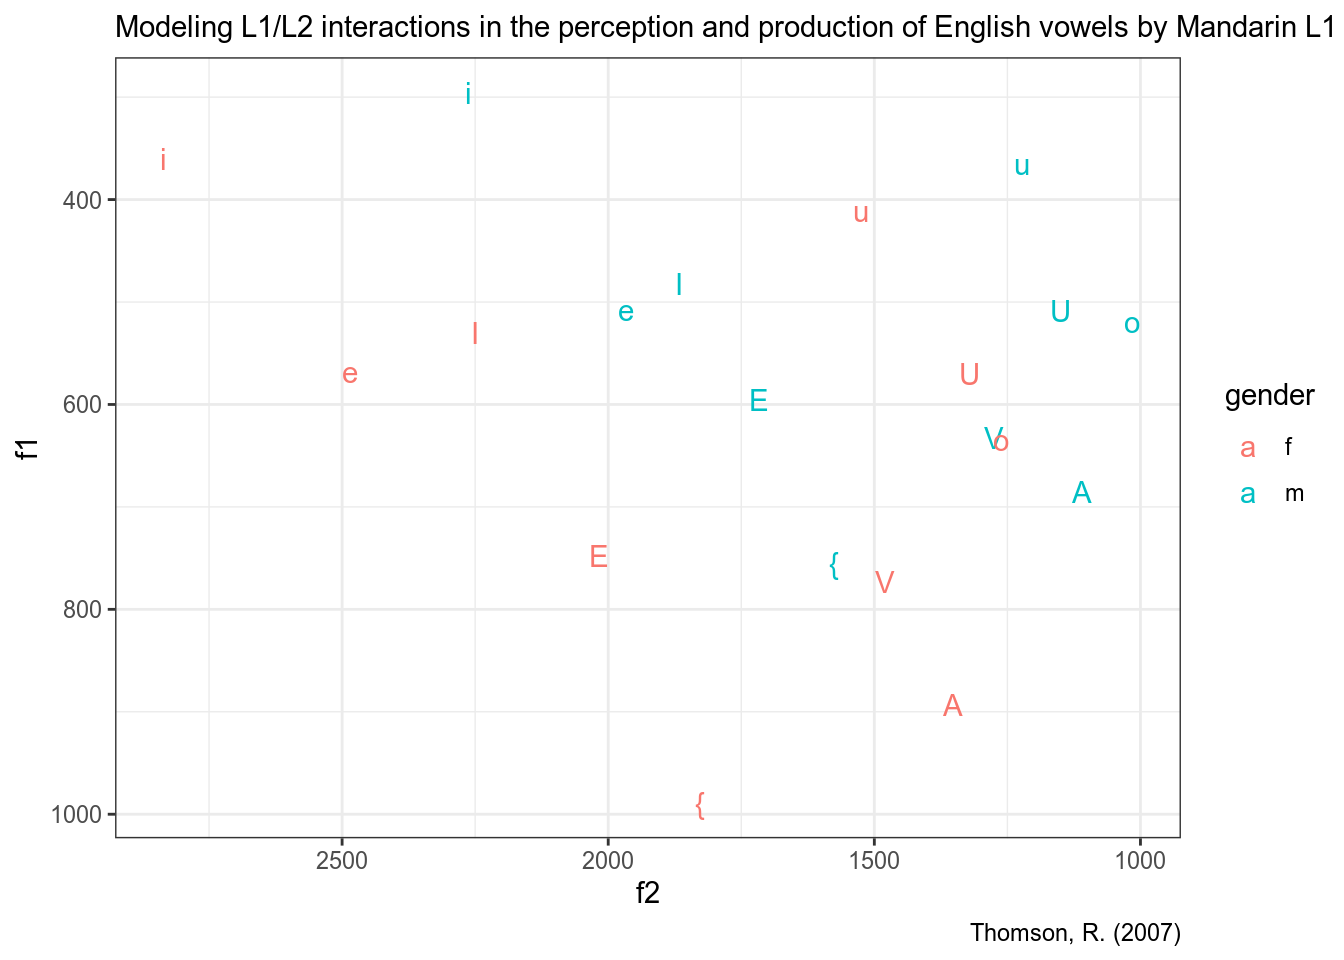 Modeling L1/L2 interactions in the perception and production of English vowels by Mandarin L1
i
i
u
400
u
I
e
U
o
I
e
U
E
600
V
o
A
E
{
V
800
A
{
1000
f1
2500 2000 1500 1000
f2
gender
a f
a m
Thomson, R. (2007)